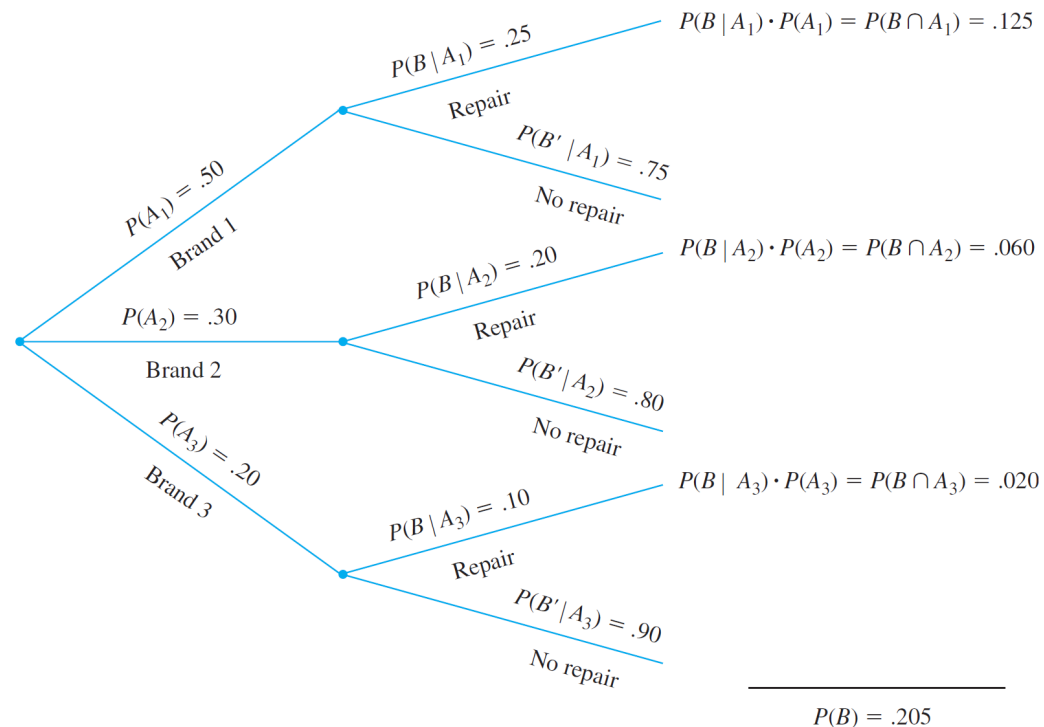 P(B | A₁) · P(A₁) = P(B ∩ A₁) = .125
P(B | A₁) = .25
Repair
P(B′ | A₁) = .75
No repair
P(A₁) = .50
Brand 1
P(B | A₂) · P(A₂) = P(B ∩ A₂) = .060
P(B | A₂) = .20
Repair
P(A₂) = .30
Brand 2
P(B′ | A₂) = .80
No repair
P(A₃) = .20
Brand 3
P(B | A₃) · P(A₃) = P(B ∩ A₃) = .020
P(B | A₃) = .10
Repair
P(B′ | A₃) = .90
No repair
P(B) = .205